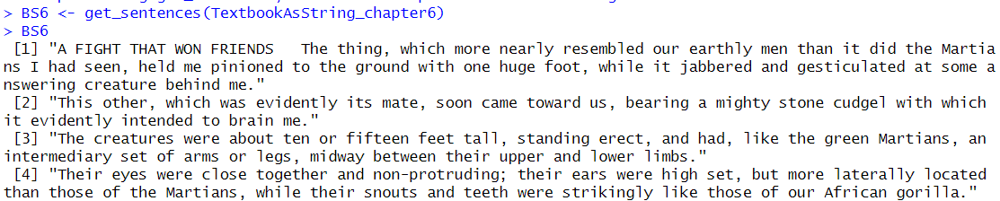 > BS6 <- get_sentences(TextbookAsString_chapter6)
> BS6
[1] "A FIGHT THAT WON FRIENDS   The thing, which more nearly resembled our earthly men than it did the Martia
ns I had seen, held me pinioned to the ground with one huge foot, while it jabbered and gesticulated at some a
nswering creature behind me."
[2] "This other, which was evidently its mate, soon came toward us, bearing a mighty stone cudgel with which
it evidently intended to brain me."
[3] "The creatures were about ten or fifteen feet tall, standing erect, and had, like the green Martians, an
intermediary set of arms or legs, midway between their upper and lower limbs."
[4] "Their eyes were close together and non-protruding; their ears were high set, but more laterally located
than those of the Martians, while their snouts and teeth were strikingly like those of our African gorilla."